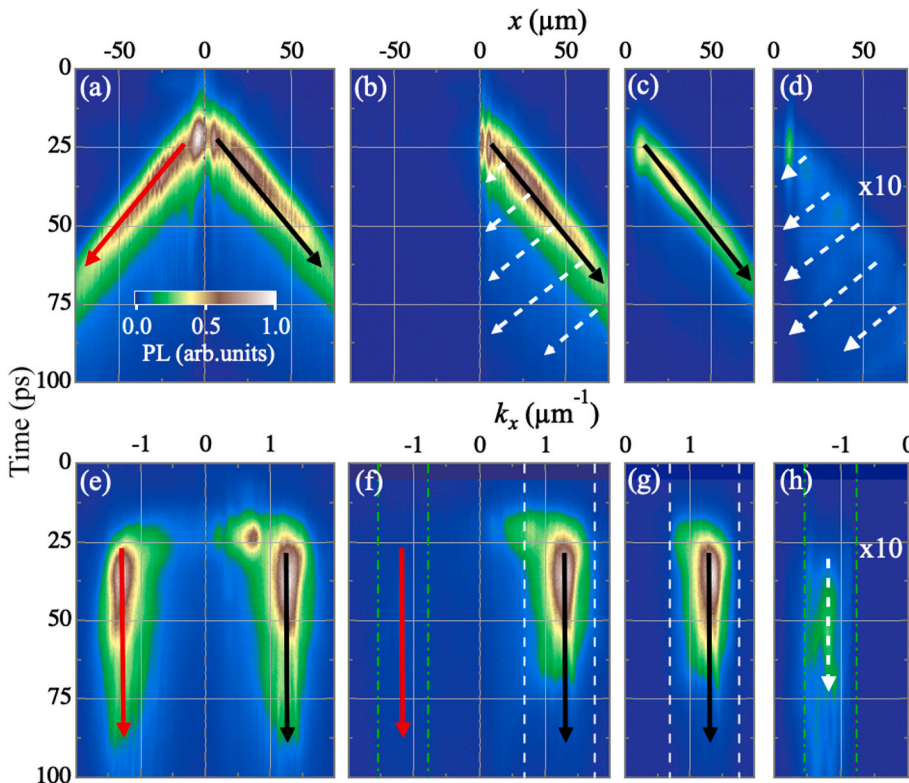 x (µm)
-50 0 50 -50 0 50 0 50 0 50
0 (a) (b) (c) (d)
25
x10
50
75
0.0 0.5 1.0
PL (arb.units)
100
Time (ps)
kₓ (µm⁻¹)
-1 0 1 -1 0 1 0 1 -1 0
0 (e) (f) (g) (h)
25
x10
50
75
100